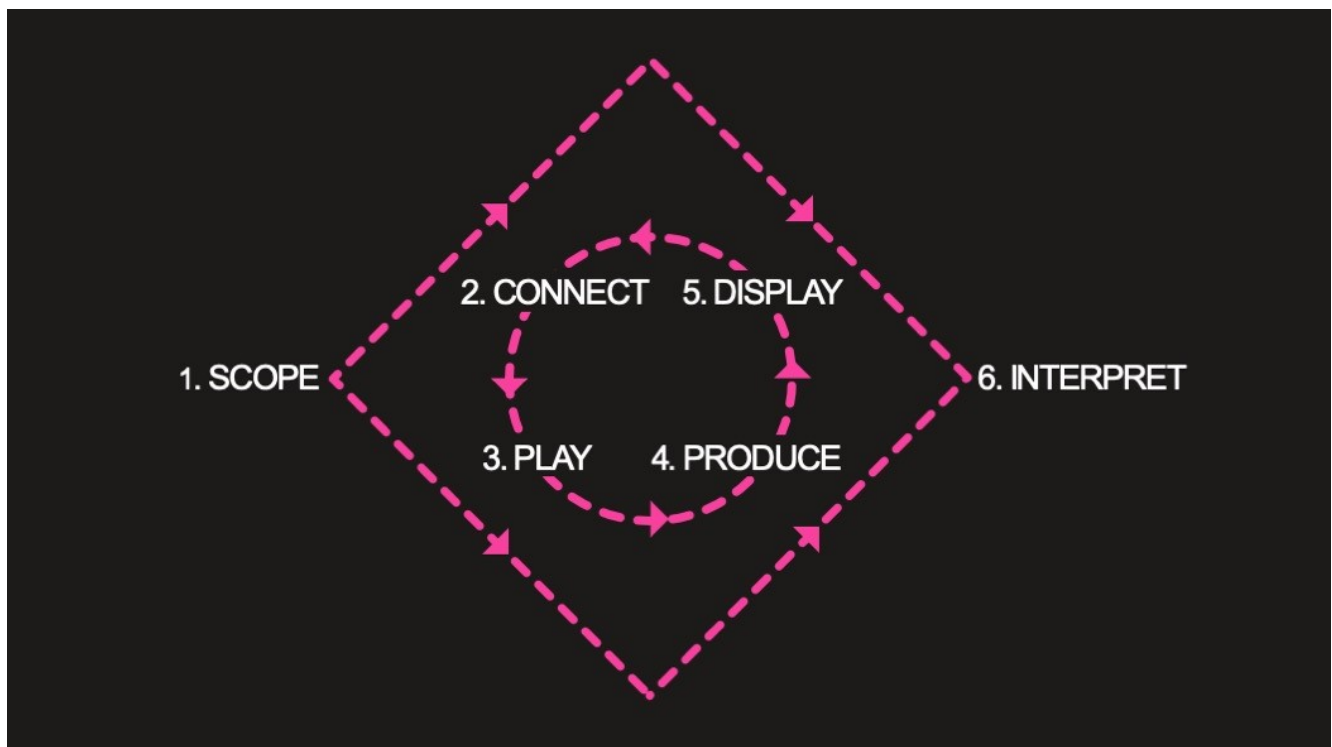 2. CONNECT
5. DISPLAY
1. SCOPE
6. INTERPRET
3. PLAY
4. PRODUCE